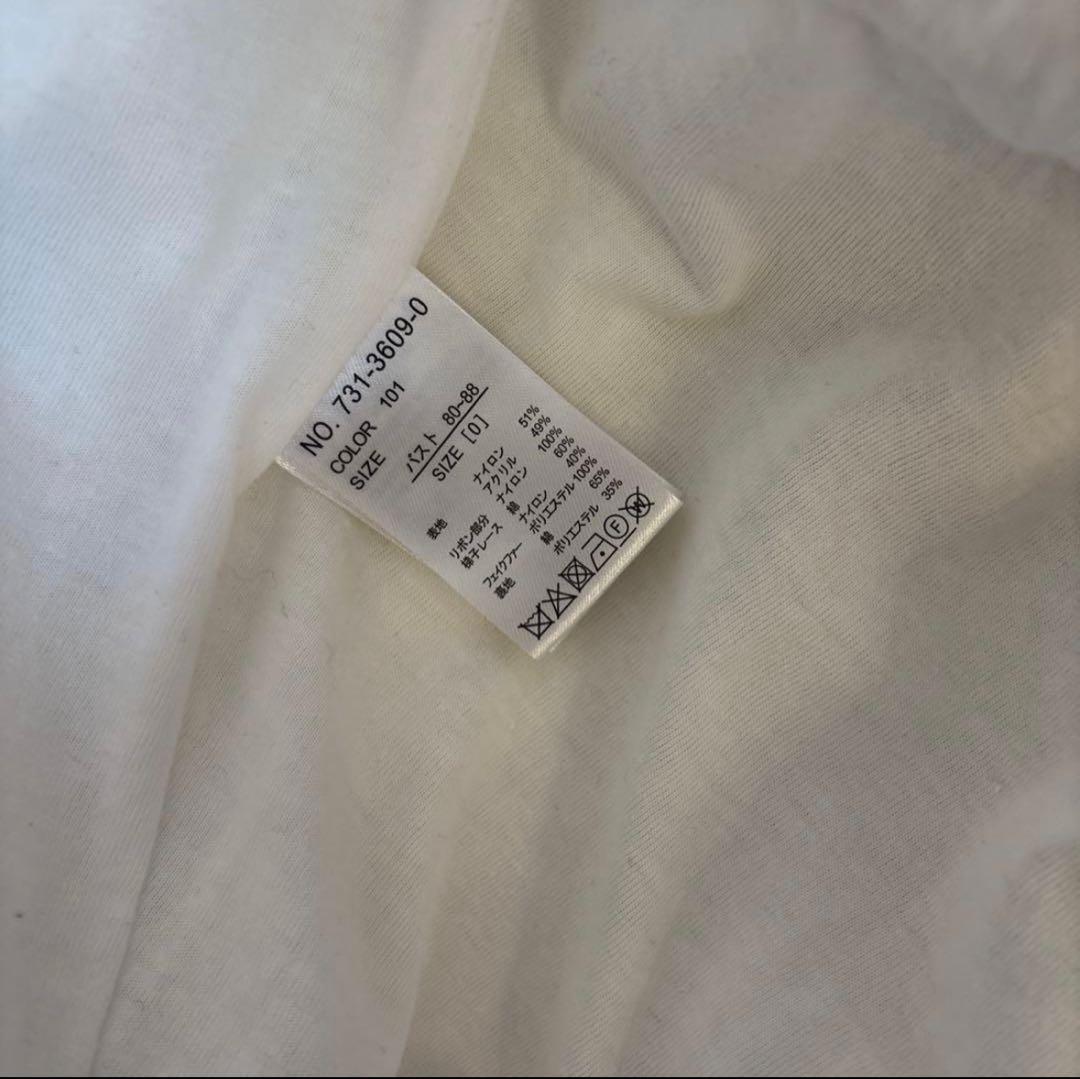 NO. 731-3609-0
COLOR 101
SIZE
バスト 80~88
SIZE [0]
表地 ナイロン 51%
アクリル 49%
リボン部分 ナイロン 100%
梯子レース 綿 60%
ナイロン 40%
フェイクファー ポリエステル 100%
裏地 綿 65%
ポリエステル 35%
F W